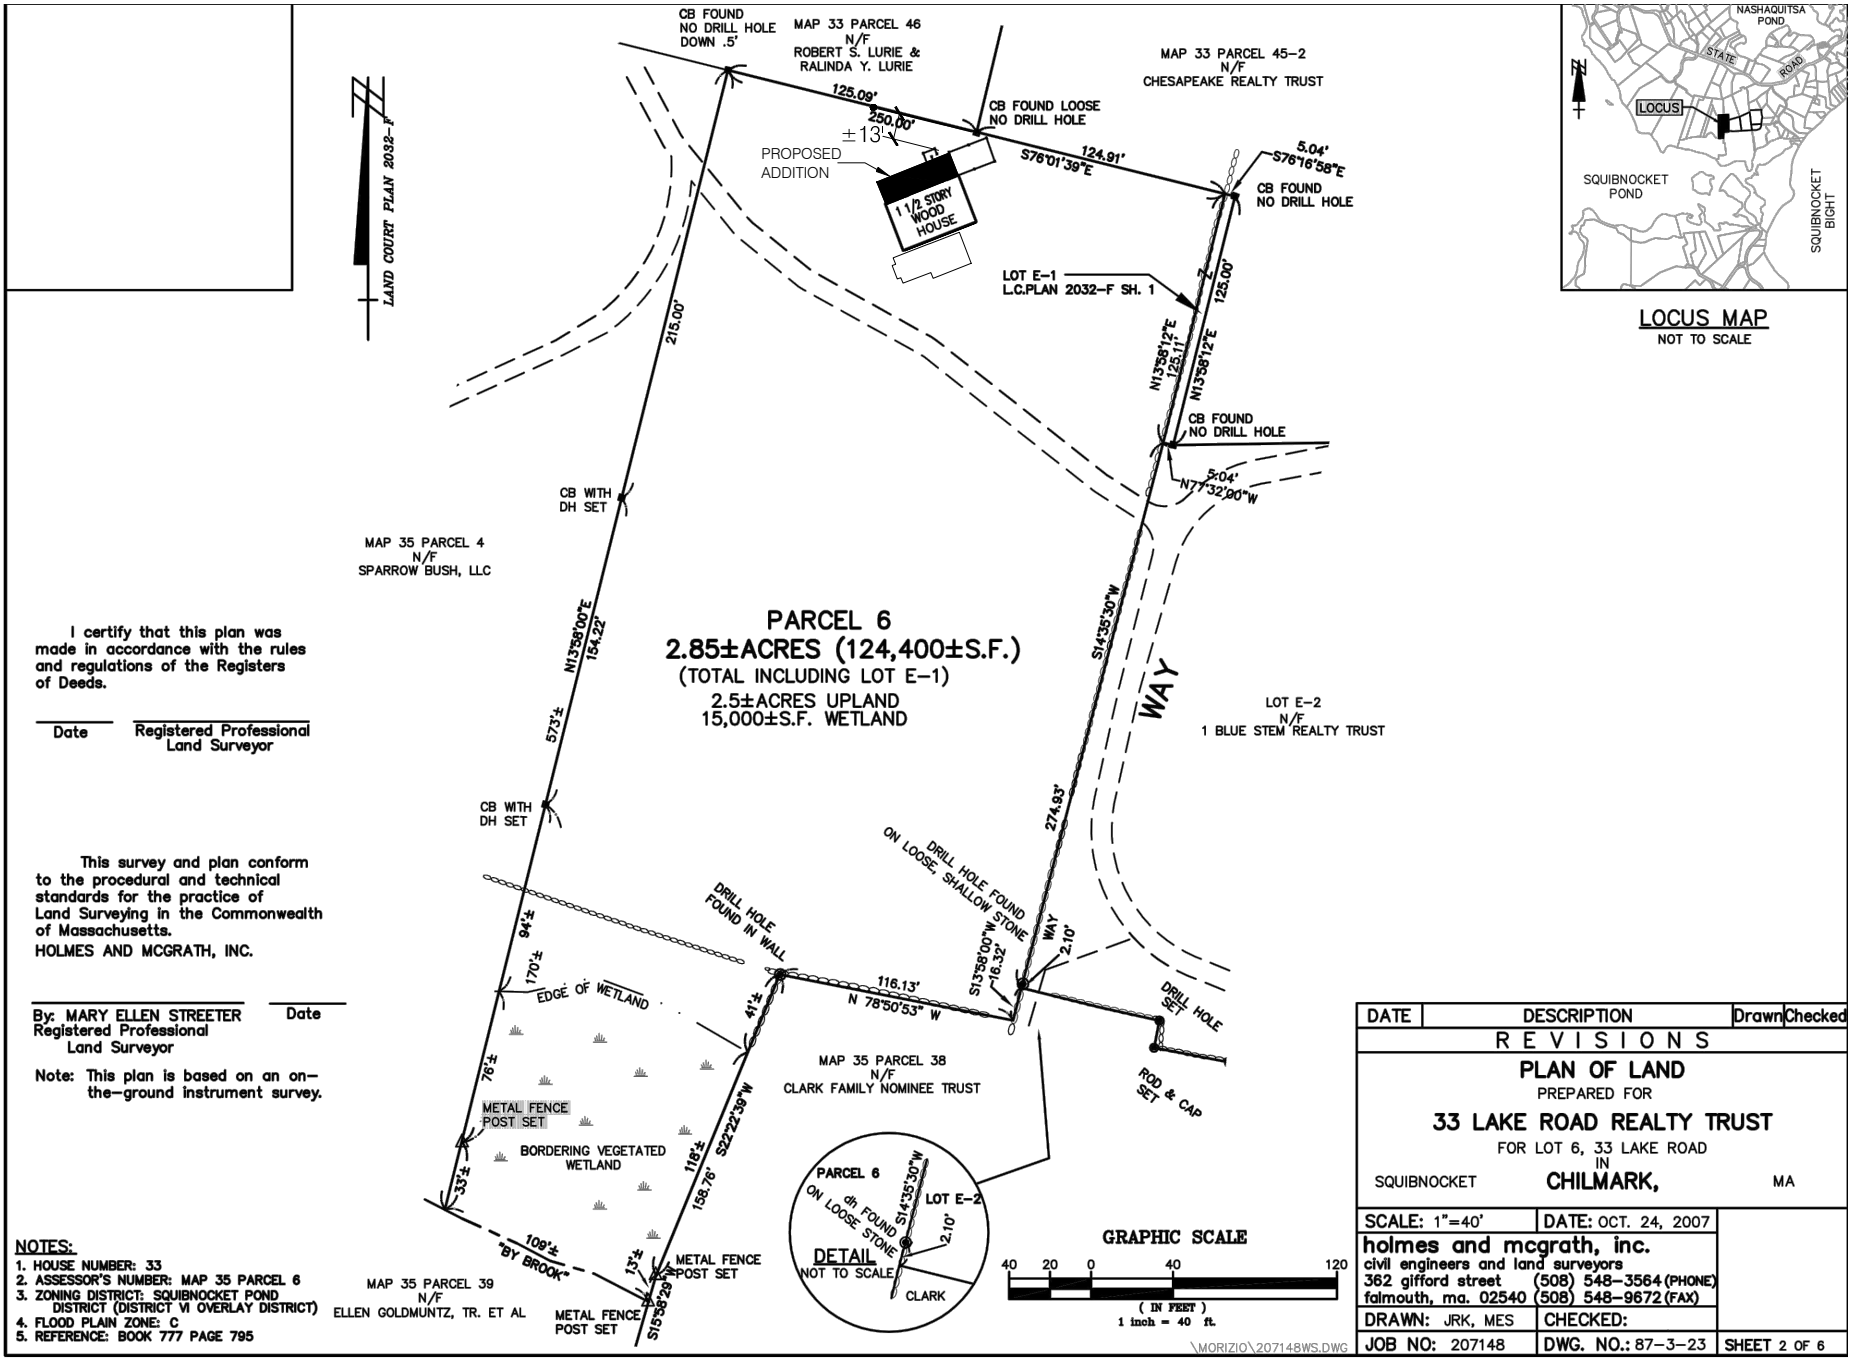 CB FOUND
NO DRILL HOLE
DOWN .5'
MAP 33 PARCEL 46
N/F
ROBERT S. LURIE &
RALINDA Y. LURIE
MAP 33 PARCEL 45-2
N/F
CHESAPEAKE REALTY TRUST
LAND COURT PLAN 2032-F
125.09'
250.00'
±13'
PROPOSED
ADDITION
1 1/2 STORY
WOOD
HOUSE
CB FOUND LOOSE
NO DRILL HOLE
124.91'
S76°01'39"E
5.04'
S76°16'58"E
CB FOUND
NO DRILL HOLE
LOT E-1
L.C.PLAN 2032-F SH. 1
Z
125.00'
N13°58'12"E
125.11'
N13°58'12"E
CB FOUND
NO DRILL HOLE
5.04'
N77°32'00"W
NASHAQUITSA
POND
STATE
ROAD
LOCUS
SQUIBNOCKET
POND
SQUIBNOCKET
BIGHT
LOCUS MAP
NOT TO SCALE
215.00'
CB WITH
DH SET
MAP 35 PARCEL 4
N/F
SPARROW BUSH, LLC
N13°58'00"E
154.22'
573'±
CB WITH
DH SET
PARCEL 6
2.85±ACRES (124,400±S.F.)
(TOTAL INCLUDING LOT E-1)
2.5±ACRES UPLAND
15,000±S.F. WETLAND
S14°35'30"W
274.93'
WAY
LOT E-2
N/F
1 BLUE STEM REALTY TRUST
I certify that this plan was
made in accordance with the rules
and regulations of the Registers
of Deeds.
Date
Registered Professional
Land Surveyor
This survey and plan conform
to the procedural and technical
standards for the practice of
Land Surveying in the Commonwealth
of Massachusetts.
HOLMES AND MCGRATH, INC.
By: MARY ELLEN STREETER
Date
Registered Professional
Land Surveyor
Note: This plan is based on an on-
the-ground instrument survey.
DRILL HOLE
FOUND IN WALL
DRILL HOLE FOUND
ON LOOSE, SHALLOW STONE
S13°58'00"W
16.32'
WAY
2.10'
94'±
170'±
EDGE OF WETLAND
41'±
116.13'
N 78°50'53" W
DRILL HOLE
SET
ROD & CAP
SET
MAP 35 PARCEL 38
N/F
CLARK FAMILY NOMINEE TRUST
76'±
METAL FENCE
POST SET
BORDERING VEGETATED
WETLAND
S22°22'39"W
118'±
158.76'
33'±
109'±
"BY BROOK"
13'±
METAL FENCE
POST SET
METAL FENCE
POST SET
S15°58'29"W
MAP 35 PARCEL 39
N/F
ELLEN GOLDMUNTZ, TR. ET AL
PARCEL 6
dh FOUND
ON LOOSE STONE
S14°35'30"W
LOT E-2
2.10'
DETAIL
NOT TO SCALE
CLARK
NOTES:
1. HOUSE NUMBER: 33
2. ASSESSOR'S NUMBER: MAP 35 PARCEL 6
3. ZONING DISTRICT: SQUIBNOCKET POND
DISTRICT (DISTRICT VI OVERLAY DISTRICT)
4. FLOOD PLAIN ZONE: C
5. REFERENCE: BOOK 777 PAGE 795
GRAPHIC SCALE
40 20 0 40 120
( IN FEET )
1 inch = 40 ft.
\MORIZIO\207148WS.DWG
DATE DESCRIPTION Drawn Checked
REVISIONS
PLAN OF LAND
PREPARED FOR
33 LAKE ROAD REALTY TRUST
FOR LOT 6, 33 LAKE ROAD
IN
SQUIBNOCKET CHILMARK, MA
SCALE: 1"=40' DATE: OCT. 24, 2007
holmes and mcgrath, inc.
civil engineers and land surveyors
362 gifford street (508) 548-3564(PHONE)
falmouth, ma. 02540 (508) 548-9672(FAX)
DRAWN: JRK, MES CHECKED:
JOB NO: 207148 DWG. NO.: 87-3-23 SHEET 2 OF 6